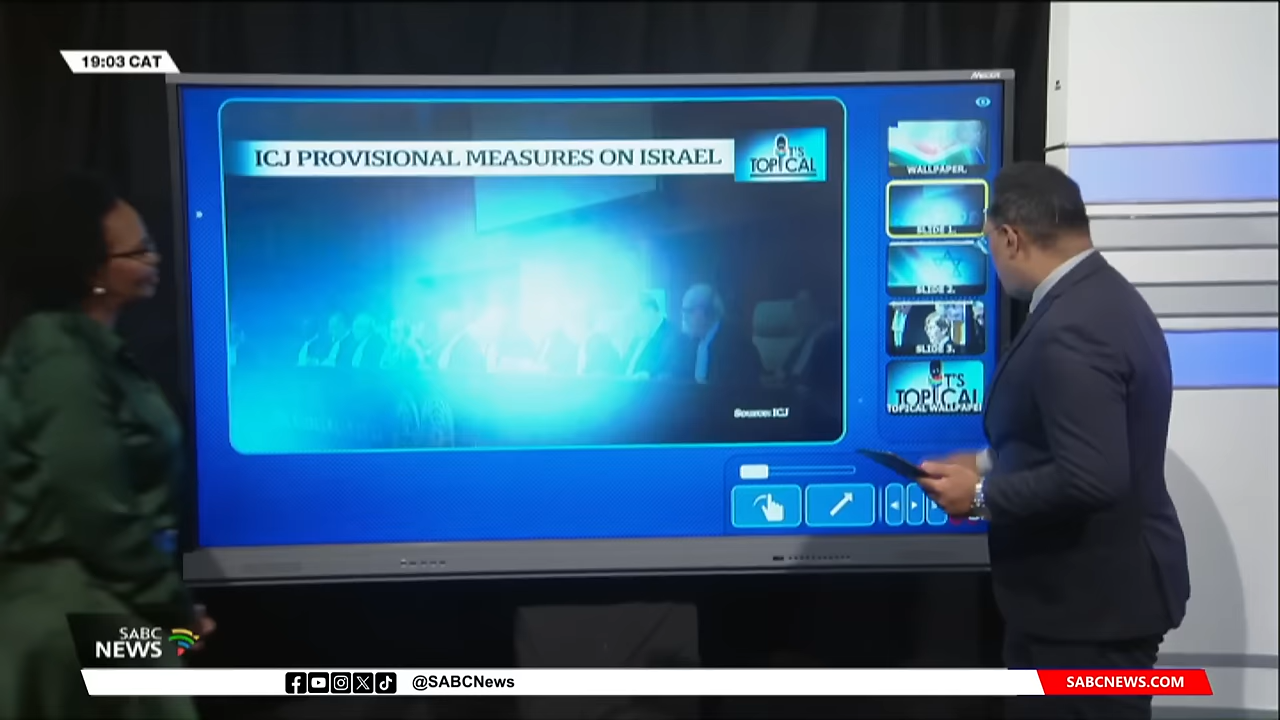 19:03 CAT
ICJ PROVISIONAL MEASURES ON ISRAEL
IT'S
TOPICAL
Source: ICJ
WALLPAPER.
SLIDE 1.
SLIDE 2.
SLIDE 3.
IT'S
TOPICAL
TOPICAL WALLPAPE
SABC
NEWS
@SABCNews
SABCNEWS.COM